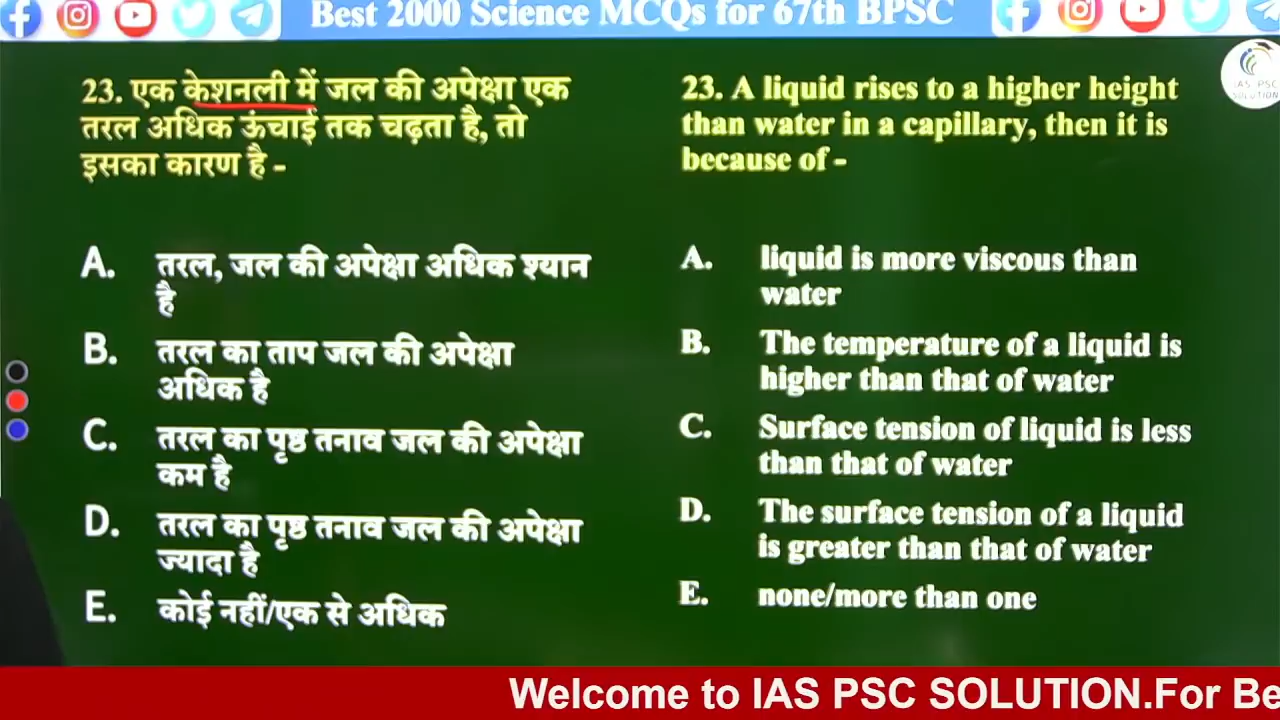 Best 2000 Science MCQs for 67th BPSC
IAS PSC
SOLUTION
23. एक केशनली में जल की अपेक्षा एक
तरल अधिक ऊंचाई तक चढ़ता है, तो
इसका कारण है -
A. तरल, जल की अपेक्षा अधिक श्यान
है
B. तरल का ताप जल की अपेक्षा
अधिक है
C. तरल का पृष्ठ तनाव जल की अपेक्षा
कम है
D. तरल का पृष्ठ तनाव जल की अपेक्षा
ज्यादा है
E. कोई नहीं/एक से अधिक
23. A liquid rises to a higher height
than water in a capillary, then it is
because of -
A. liquid is more viscous than
water
B. The temperature of a liquid is
higher than that of water
C. Surface tension of liquid is less
than that of water
D. The surface tension of a liquid
is greater than that of water
E. none/more than one
Welcome to IAS PSC SOLUTION.For Be